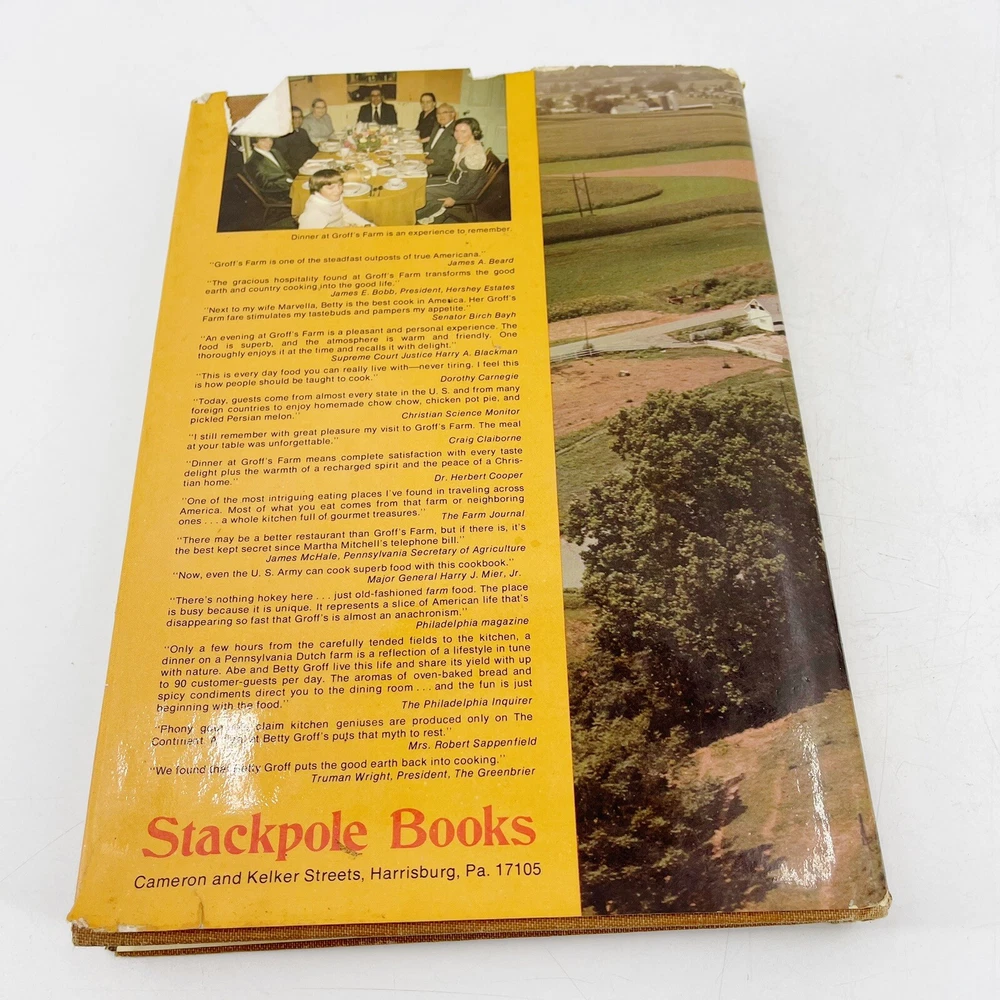 Dinner at Groff's Farm is an experience to remember.
"Groff's Farm is one of the steadfast outposts of true Americana."
James A. Beard
"The gracious hospitality found at Groff's Farm transforms the good
earth and country cooking into the good life."
James E. Bobb, President, Hershey Estates
"Next to my wife Marvella, Betty is the best cook in America. Her Groff's
Farm fare stimulates my tastebuds and pampers my appetite."
Senator Birch Bayh
"An evening at Groff's Farm is a pleasant and personal experience. The
food is superb, and the atmosphere is warm and friendly. One
thoroughly enjoys it at the time and recalls it with delight."
Supreme Court Justice Harry A. Blackman
"This is every day food you can really live with—never tiring. I feel this
is how people should be taught to cook."
Dorothy Carnegie
"Today, guests come from almost every state in the U. S. and from many
foreign countries to enjoy homemade chow chow, chicken pot pie, and
pickled Persian melon."
Christian Science Monitor
"I still remember with great pleasure my visit to Groff's Farm. The meal
at your table was unforgettable."
Craig Claiborne
"Dinner at Groff's Farm means complete satisfaction with every taste
delight plus the warmth of a recharged spirit and the peace of a Chris-
tian home."
Dr. Herbert Cooper
"One of the most intriguing eating places I've found in traveling across
America. Most of what you eat comes from that farm or neighboring
ones . . . a whole kitchen full of gourmet treasures."
The Farm Journal
"There may be a better restaurant than Groff's Farm, but if there is, it's
the best kept secret since Martha Mitchell's telephone bill."
James McHale, Pennsylvania Secretary of Agriculture
"Now, even the U. S. Army can cook superb food with this cookbook."
Major General Harry J. Mier, Jr.
"There's nothing hokey here . . . just old-fashioned farm food. The place
is busy because it is unique. It represents a slice of American life that's
disappearing so fast that Groff's is almost an anachronism."
Philadelphia magazine
"Only a few hours from the carefully tended fields to the kitchen, a
dinner on a Pennsylvania Dutch farm is a reflection of a lifestyle in tune
with nature. Abe and Betty Groff live this life and share its yield with up
to 90 customer-guests per day. The aromas of oven-baked bread and
spicy condiments direct you to the dining room . . . and the fun is just
beginning with the food."
The Philadelphia Inquirer
"Phony claim kitchen geniuses are produced only on The
Continent. Betty Groff's puts that myth to rest."
Mrs. Robert Sappenfield
"We found that Betty Groff puts the good earth back into cooking."
Truman Wright, President, The Greenbrier
Stackpole Books
Cameron and Kelker Streets, Harrisburg, Pa. 17105